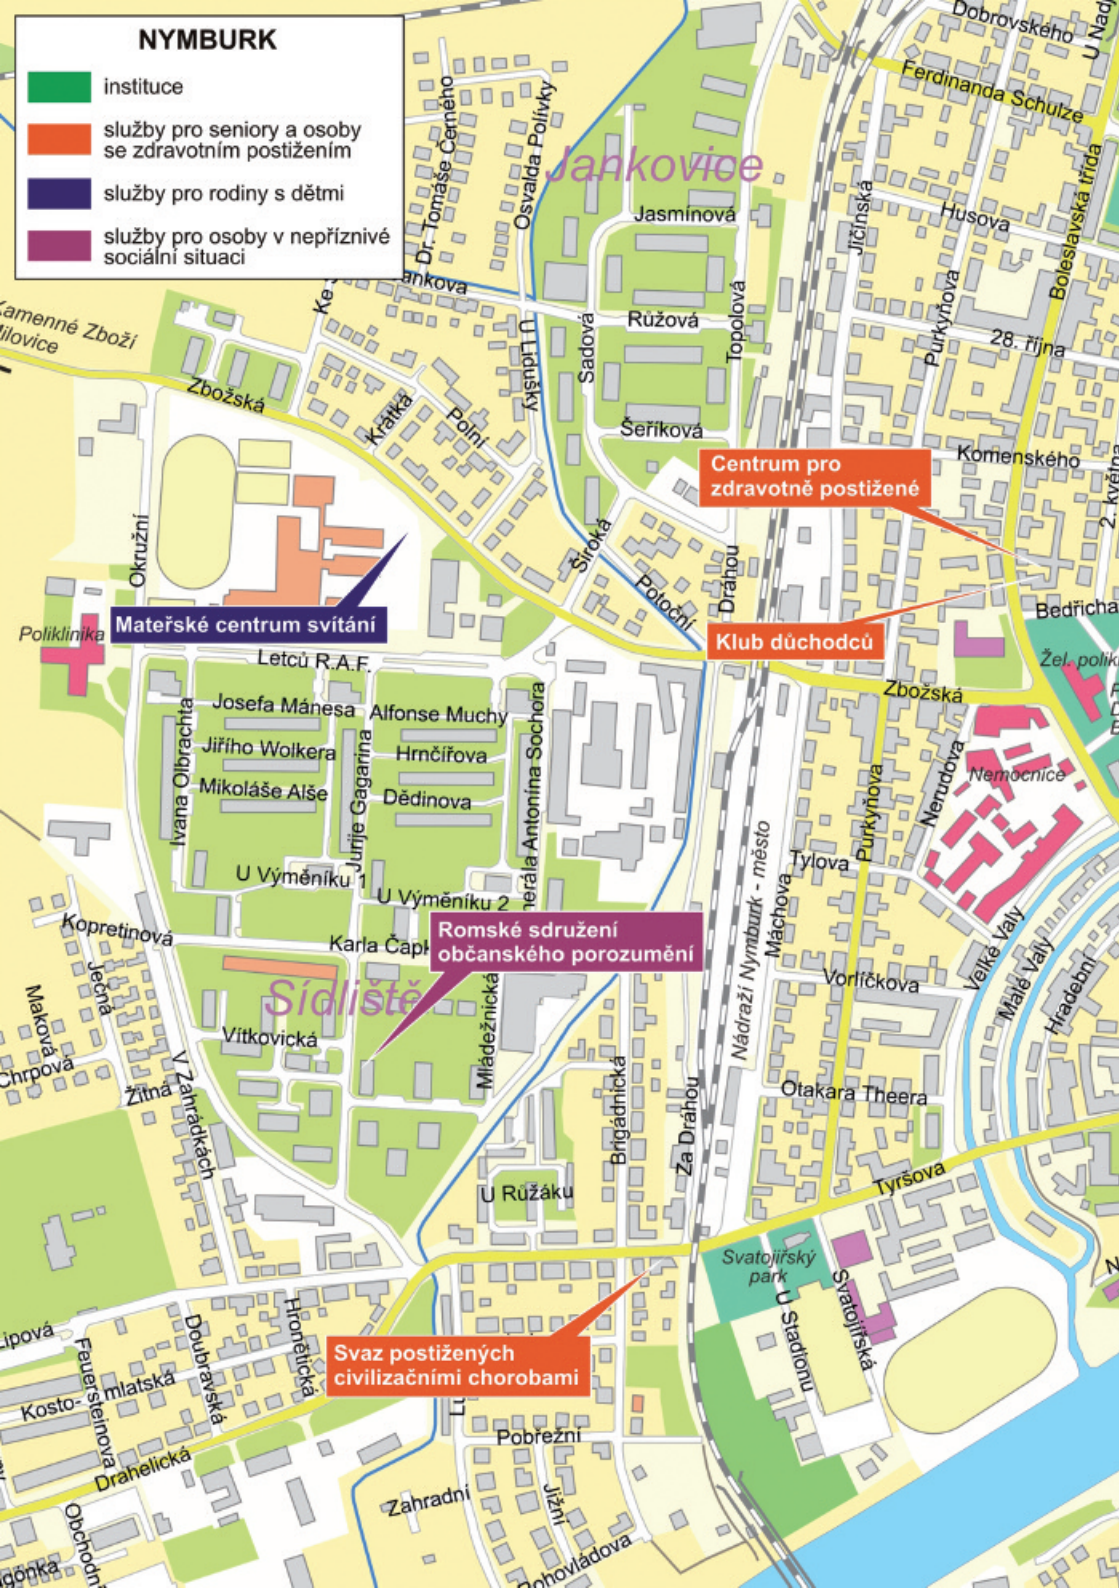 NYMBURK
instituce
služby pro seniory a osoby
se zdravotním postižením
služby pro rodiny s dětmi
služby pro osoby v nepříznivé
sociální situaci
Dobrovského
Ferdinanda Schulze
Dr. Tomáše Černého
Osvalda Polívky
Jankovice
Jasmínová
Jičínská
Husova
Boleslavská třída
Purkyňova
Kamenné Zboží
Milovice
Růžová
Topolová
28. října
U Lidušky
Sadová
Zbožská
Krátká
Polní
Šeříková
Komenského
2. května
Centrum pro
zdravotně postižené
Okružní
Široká
Potoční
Dráhou
Bedřicha
Mateřské centrum svítání
Klub důchodců
Poliklinika
Letců R.A.F.
Žel. polik
Zbožská
Josefa Mánesa
Alfonse Muchy
Jiřího Wolkera
Hrnčířova
Mikoláše Alše
Dědinova
Ivana Olbrachta
Jurije Gagarina
Antonína Sochora
Nemocnice
Nerudova
Purkyňova
Tylova
U Výměníku 1
U Výměníku 2
Kopretinová
Karla Čapk
Romské sdružení
občanského porozumění
Nádraží Nymburk - město
Máchova
Velké Valy
Malé Valy
Hradební
Vorlíčkova
Sídliště
Ječná
Maková
Chrpová
Vítkovická
Mládežnická
Žitná
V Zahrádkách
Brigádnická
Za Dráhou
Otakara Theera
Tyršova
U Růžáku
Svatojiřský
park
U Stadionu
Svatojiřská
Lipová
Feuersteinova
Doubravská
Hronětická
Kosto-
mlatská
Svaz postižených
civilizačními chorobami
Pobřežní
Drahelická
Zahradní
Jižní